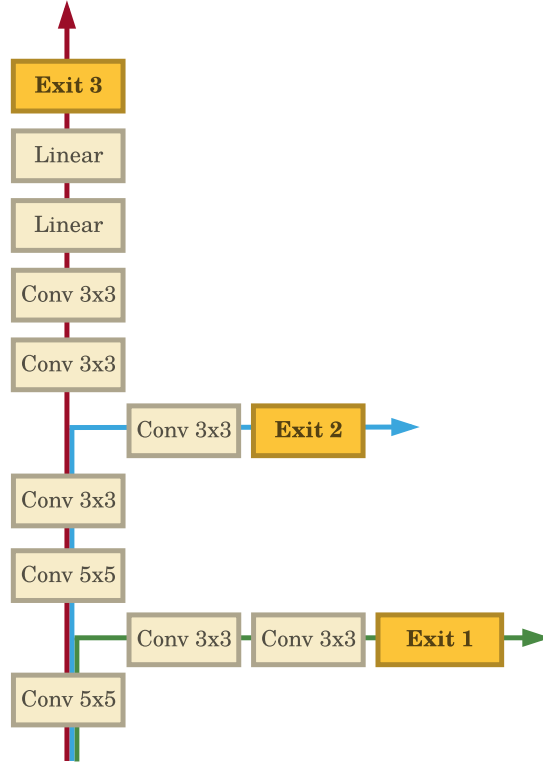 Exit 3
Linear
Linear
Conv 3x3
Conv 3x3
Conv 3x3 Exit 2
Conv 3x3
Conv 5x5
Conv 3x3 Conv 3x3 Exit 1
Conv 5x5